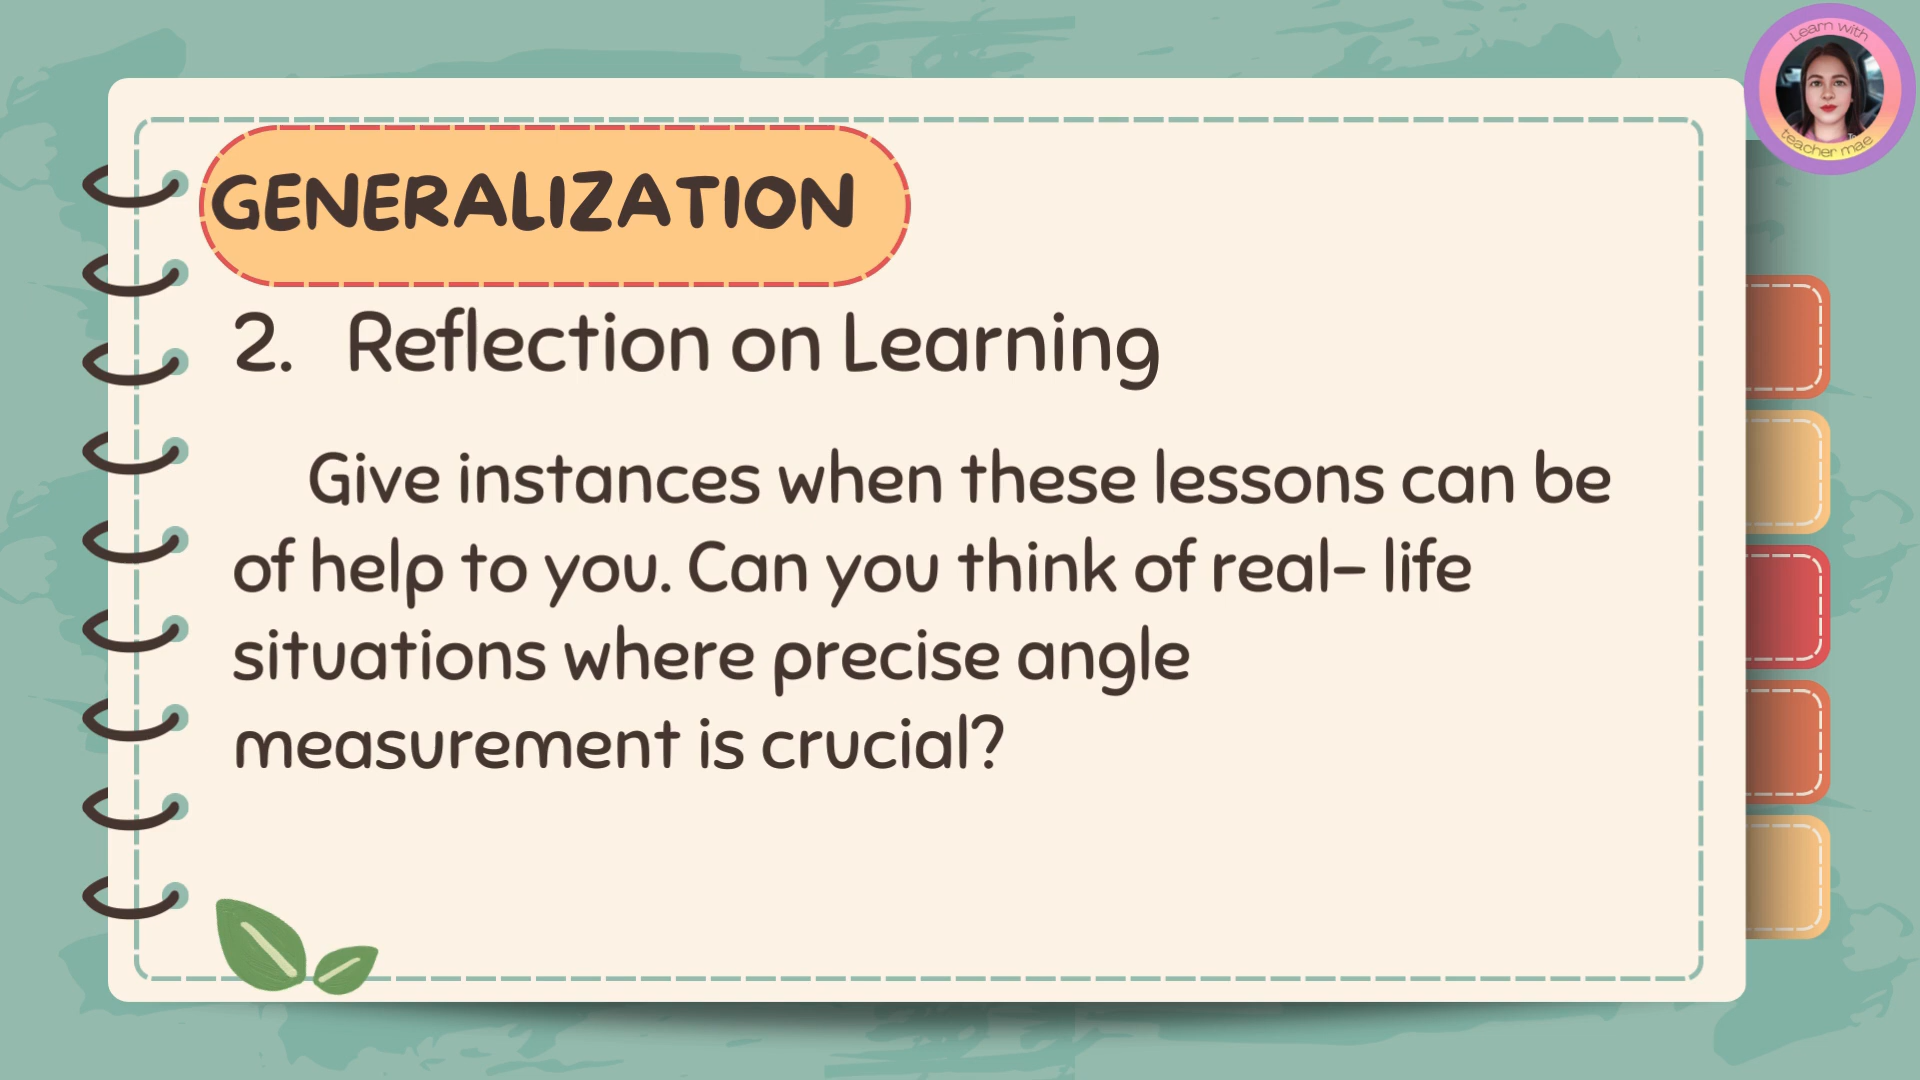 Learn with
teacher mae
GENERALIZATION
2. Reflection on Learning
Give instances when these lessons can be
of help to you. Can you think of real- life
situations where precise angle
measurement is crucial?